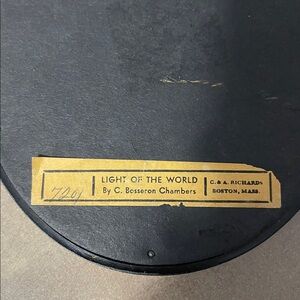 7201
LIGHT OF THE WORLD
By C. Bosseron Chambers
C. & A. RICHARDS
BOSTON, MASS.